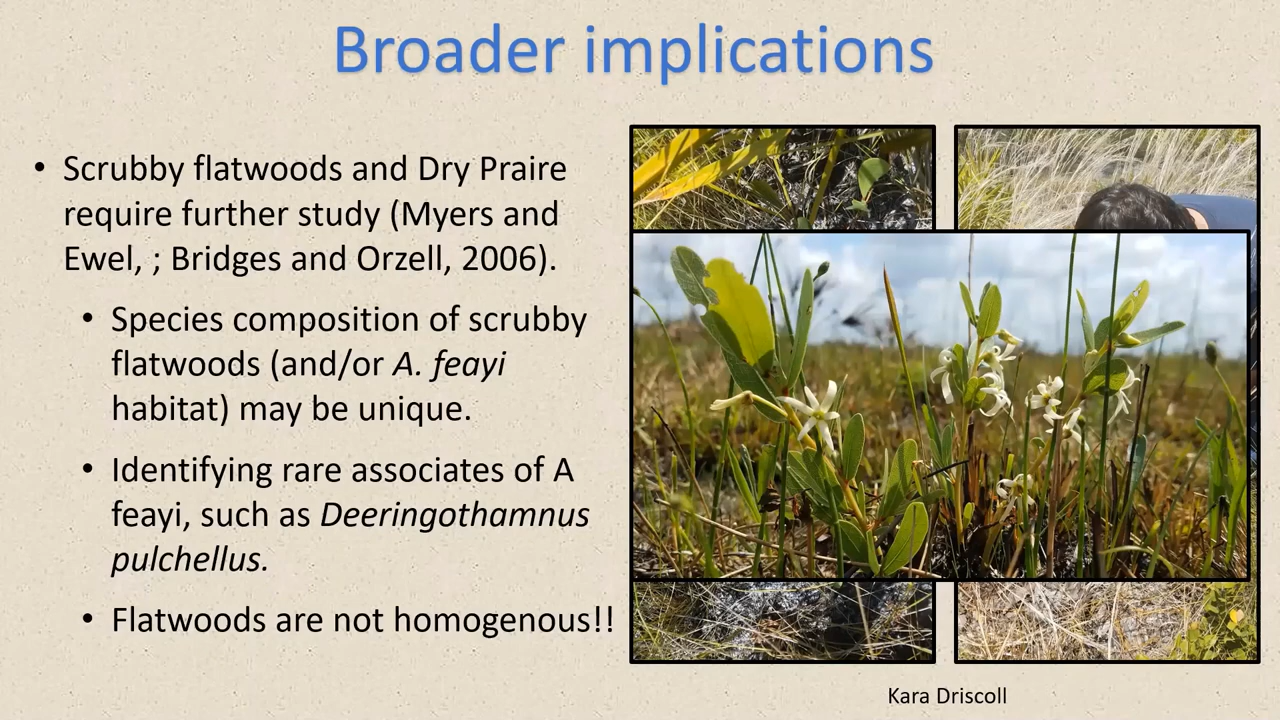 Broader implications
• Scrubby flatwoods and Dry Praire
require further study (Myers and
Ewel, ; Bridges and Orzell, 2006).
• Species composition of scrubby
flatwoods (and/or A. feayi
habitat) may be unique.
• Identifying rare associates of A
feayi, such as Deeringothamnus
pulchellus.
• Flatwoods are not homogenous!!
Kara Driscoll